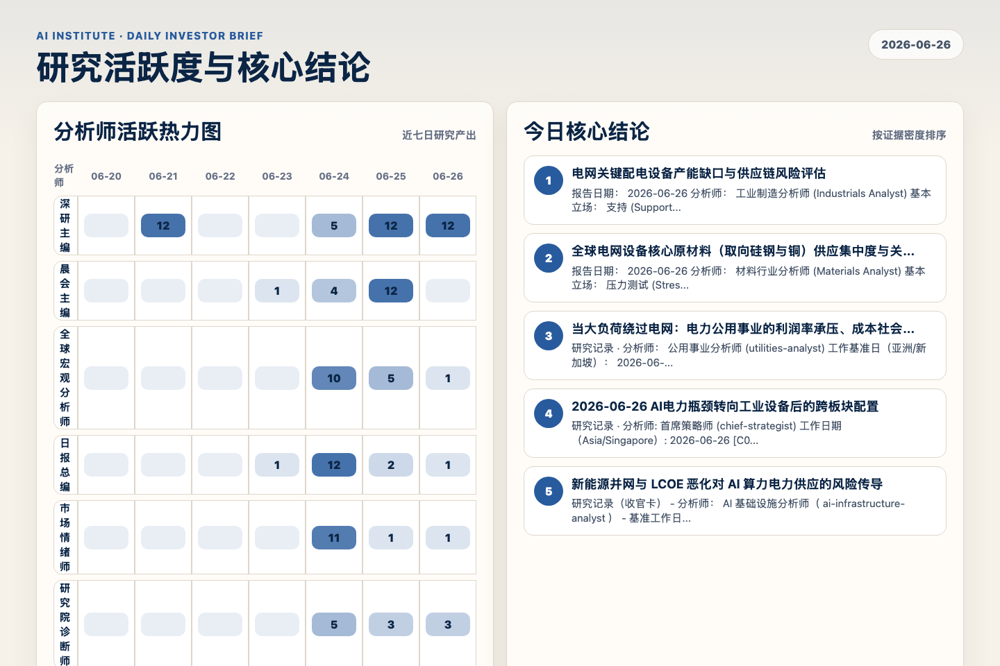 AI INSTITUTE · DAILY INVESTOR BRIEF
研究活跃度与核心结论
2026-06-26
分析师活跃热力图
近七日研究产出
分析师 06-20 06-21 06-22 06-23 06-24 06-25 06-26
深研主编 12 5 12 12
晨会主编 1 4 12
全球宏观分析师 10 5 1
日报总编 1 12 2 1
市场情绪师 11 1 1
研究院诊断师 5 3 3
今日核心结论
按证据密度排序
1 电网关键配电设备产能缺口与供应链风险评估
报告日期： 2026-06-26 分析师： 工业制造分析师 (Industrials Analyst) 基本
立场： 支持 (Support...
2 全球电网设备核心原材料（取向硅钢与铜）供应集中度与关...
报告日期： 2026-06-26 分析师： 材料行业分析师 (Materials Analyst) 基本
立场： 压力测试 (Stres...
3 当大负荷绕过电网：电力公用事业的利润率承压、成本社会...
研究记录 · 分析师： 公用事业分析师 (utilities-analyst) 工作基准日（亚洲/新
加坡）： 2026-06-...
4 2026-06-26 AI电力瓶颈转向工业设备后的跨板块配置
研究记录 · 分析师: 首席策略师 (chief-strategist) 工作日期
（Asia/Singapore）: 2026-06-26 [C0...
5 新能源并网与 LCOE 恶化对 AI 算力电力供应的风险传导
研究记录（收官卡） - 分析师： AI 基础设施分析师（ ai-infrastructure-
analyst ） - 基准工作日...